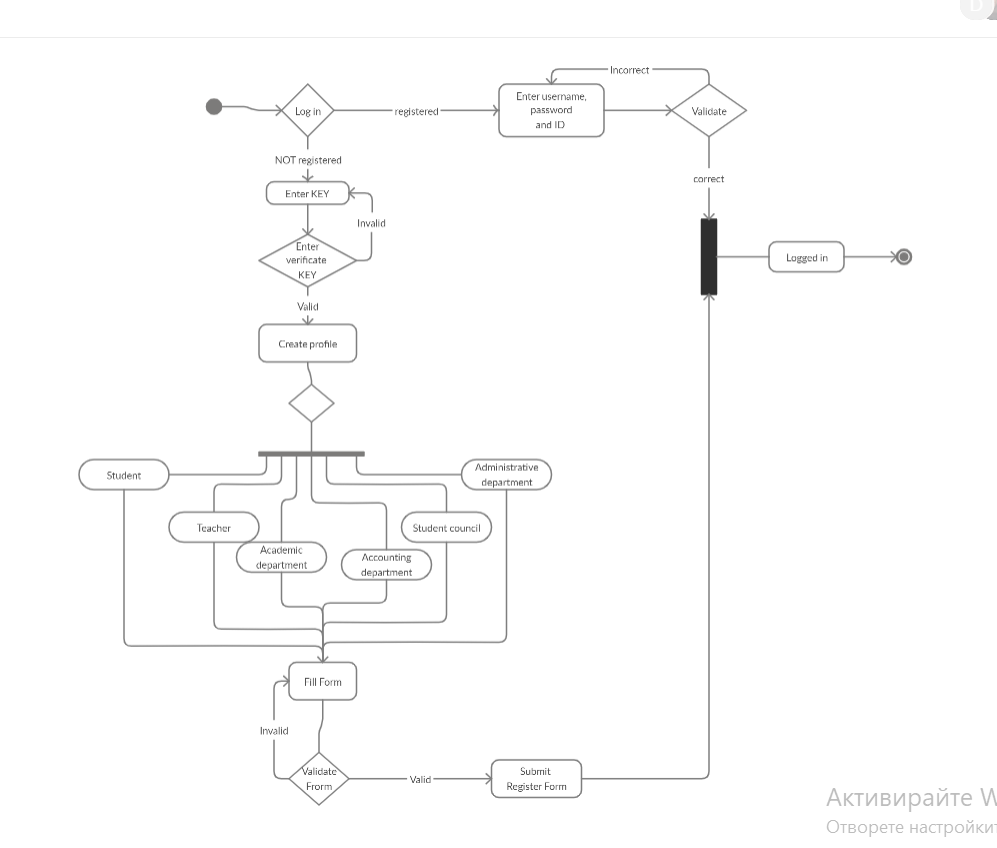 D
Incorrect
Enter username,
password
and ID
Log in
registered
Validate
NOT registered
correct
Enter KEY
Invalid
Enter
verificate
KEY
Logged in
Valid
Create profile
Student
Administrative
department
Teacher
Student council
Academic
department
Accounting
department
Fill Form
Invalid
Validate
Frorm
Valid
Submit
Register Form
Активирайте W
Отворете настройкит